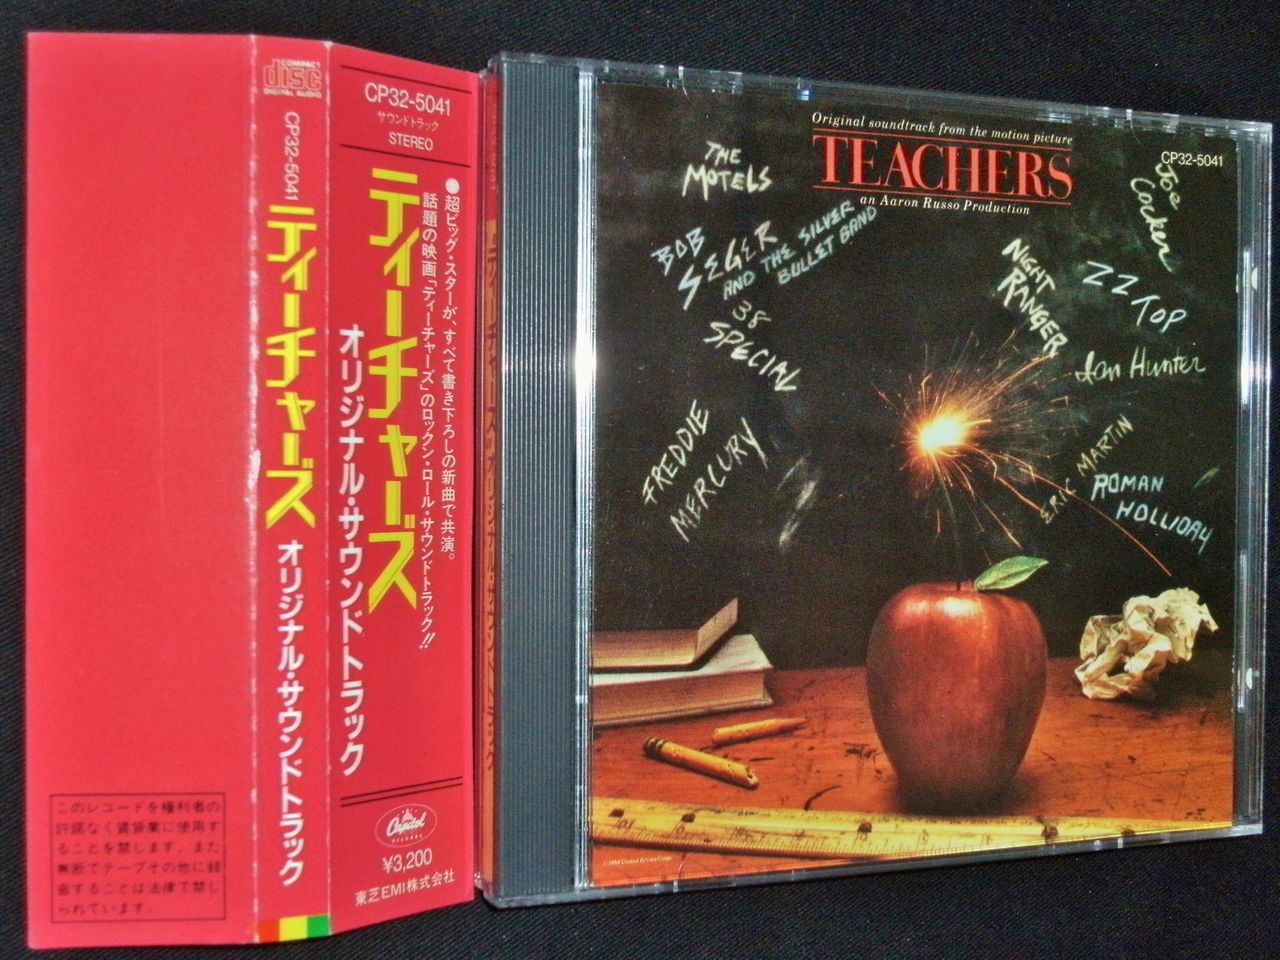 COMPACT
disc
DIGITAL AUDIO
CP32-5041
ティーチャーズ
オリジナル・サウンドトラック
このレコードを権利者の
許諾なく賃貸業に使用す
ることを禁じます。また
無断でテープその他に録
音することは法律で禁じ
られています。
CP32-5041
サウンドトラック
STEREO
●超ビッグ・スターが、すべて書き下ろしの新曲で共演。
話題の映画「ティーチャーズ」のロックン・ロール・サウンドトラック!!
ティーチャーズ
オリジナル・サウンドトラック
Capitol
RECORDS
¥3,200
東芝EMI株式会社
Original soundtrack from the motion picture
TEACHERS
an Aaron Russo Production
CP32-5041
THE
MOTELS
BOB
SEGER
AND THE SILVER
BULLET BAND
38
SPECIAL
FREDDIE
MERCURY
Joe
Cocker
NIGHT
RANGER
ZZ TOP
Ian Hunter
ERIC MARTIN
ROMAN
HOLLIDAY
©1984 United Artists Corp.